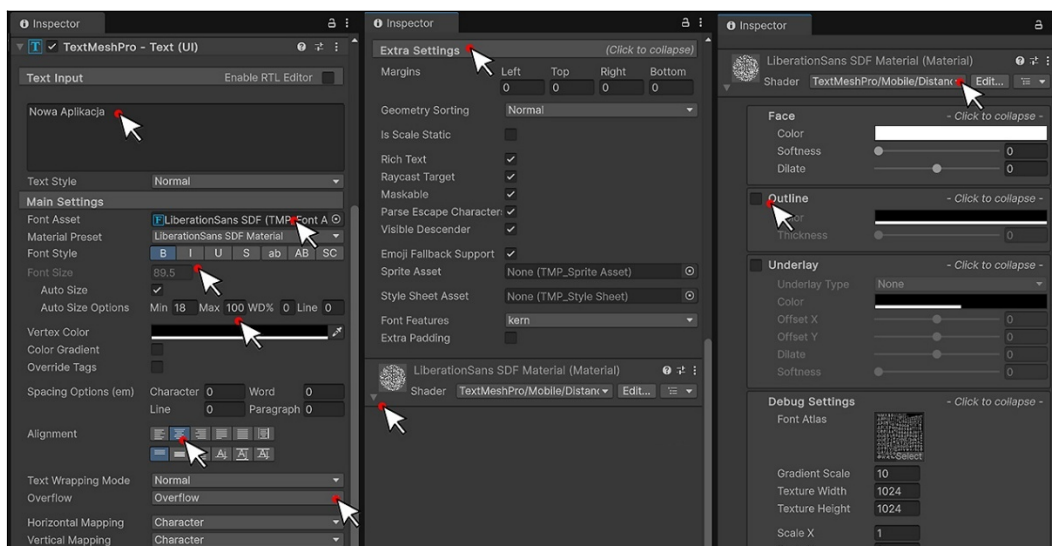 Inspector
TextMeshPro - Text (UI)
Text Input Enable RTL Editor
Nowa Aplikacja
Text Style Normal
Main Settings
Font Asset LiberationSans SDF (TMP Font A
Material Preset LiberationSans SDF Material
Font Style B I U S ab AB SC
Font Size 89.5
Auto Size
Auto Size Options Min 18 Max 100 WD% 0 Line 0
Vertex Color
Color Gradient
Override Tags
Spacing Options (em) Character 0 Word 0
Line 0 Paragraph 0
Alignment
Text Wrapping Mode Normal
Overflow Overflow
Horizontal Mapping Character
Vertical Mapping Character
Inspector
Extra Settings (Click to collapse)
Margins Left Top Right Bottom
0 0 0 0
Geometry Sorting Normal
Is Scale Static
Rich Text
Raycast Target
Maskable
Parse Escape Character
Visible Descender
Emoji Fallback Support
Sprite Asset None (TMP_Sprite Asset)
Style Sheet Asset None (TMP_Style Sheet)
Font Features kern
Extra Padding
LiberationSans SDF Material (Material)
Shader TextMeshPro/Mobile/Distanc Edit...
Inspector
LiberationSans SDF Material (Material)
Shader TextMeshPro/Mobile/Distanc Edit...
Face - Click to collapse -
Color
Softness 0
Dilate 0
Outline - Click to collapse -
Thickness 0
Underlay - Click to collapse -
Underlay Type None
Color
Offset X 0
Offset Y 0
Dilate 0
Softness 0
Debug Settings - Click to collapse -
Font Atlas
Select
Gradient Scale 10
Texture Width 1024
Texture Height 1024
Scale X 1